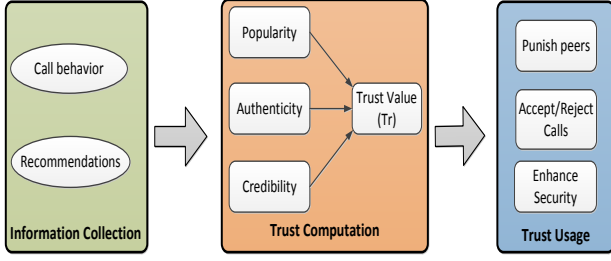 Call behavior
Recommendations
Information Collection
Popularity
Authenticity
Credibility
Trust Value
(Tr)
Trust Computation
Punish peers
Accept/Reject
Calls
Enhance
Security
Trust Usage